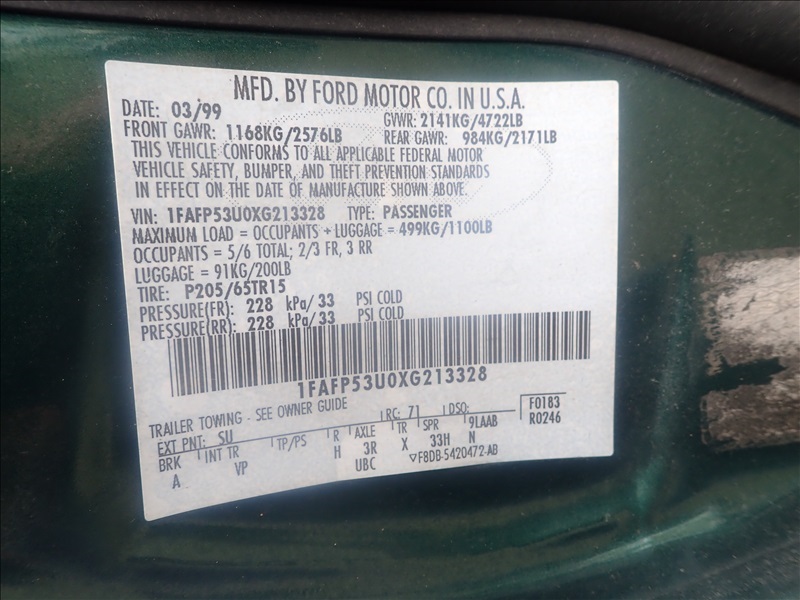 MFD. BY FORD MOTOR CO. IN U.S.A.
DATE: 03/99 GVWR: 2141KG/4722LB
FRONT GAWR: 1168KG/2576LB REAR GAWR: 984KG/2171LB
THIS VEHICLE CONFORMS TO ALL APPLICABLE FEDERAL MOTOR
VEHICLE SAFETY, BUMPER, AND THEFT PREVENTION STANDARDS
IN EFFECT ON THE DATE OF MANUFACTURE SHOWN ABOVE.
VIN: 1FAFP53U0XG213328 TYPE: PASSENGER
MAXIMUM LOAD = OCCUPANTS + LUGGAGE = 499KG/1100LB
OCCUPANTS = 5/6 TOTAL; 2/3 FR, 3 RR
LUGGAGE = 91KG/200LB
TIRE: P205/65TR15
PRESSURE(FR): 228 kPa/33 PSI COLD
PRESSURE(RR): 228 kPa/33 PSI COLD
1FAFP53U0XG213328
TRAILER TOWING - SEE OWNER GUIDE
EXT PNT: SU RC: 71 DSO: F0183
BRK INT TR TP/PS R AXLE TR SPR 9LAAB R0246
A VP H 3R X 33H N
UBC F8DB-5420472-AB